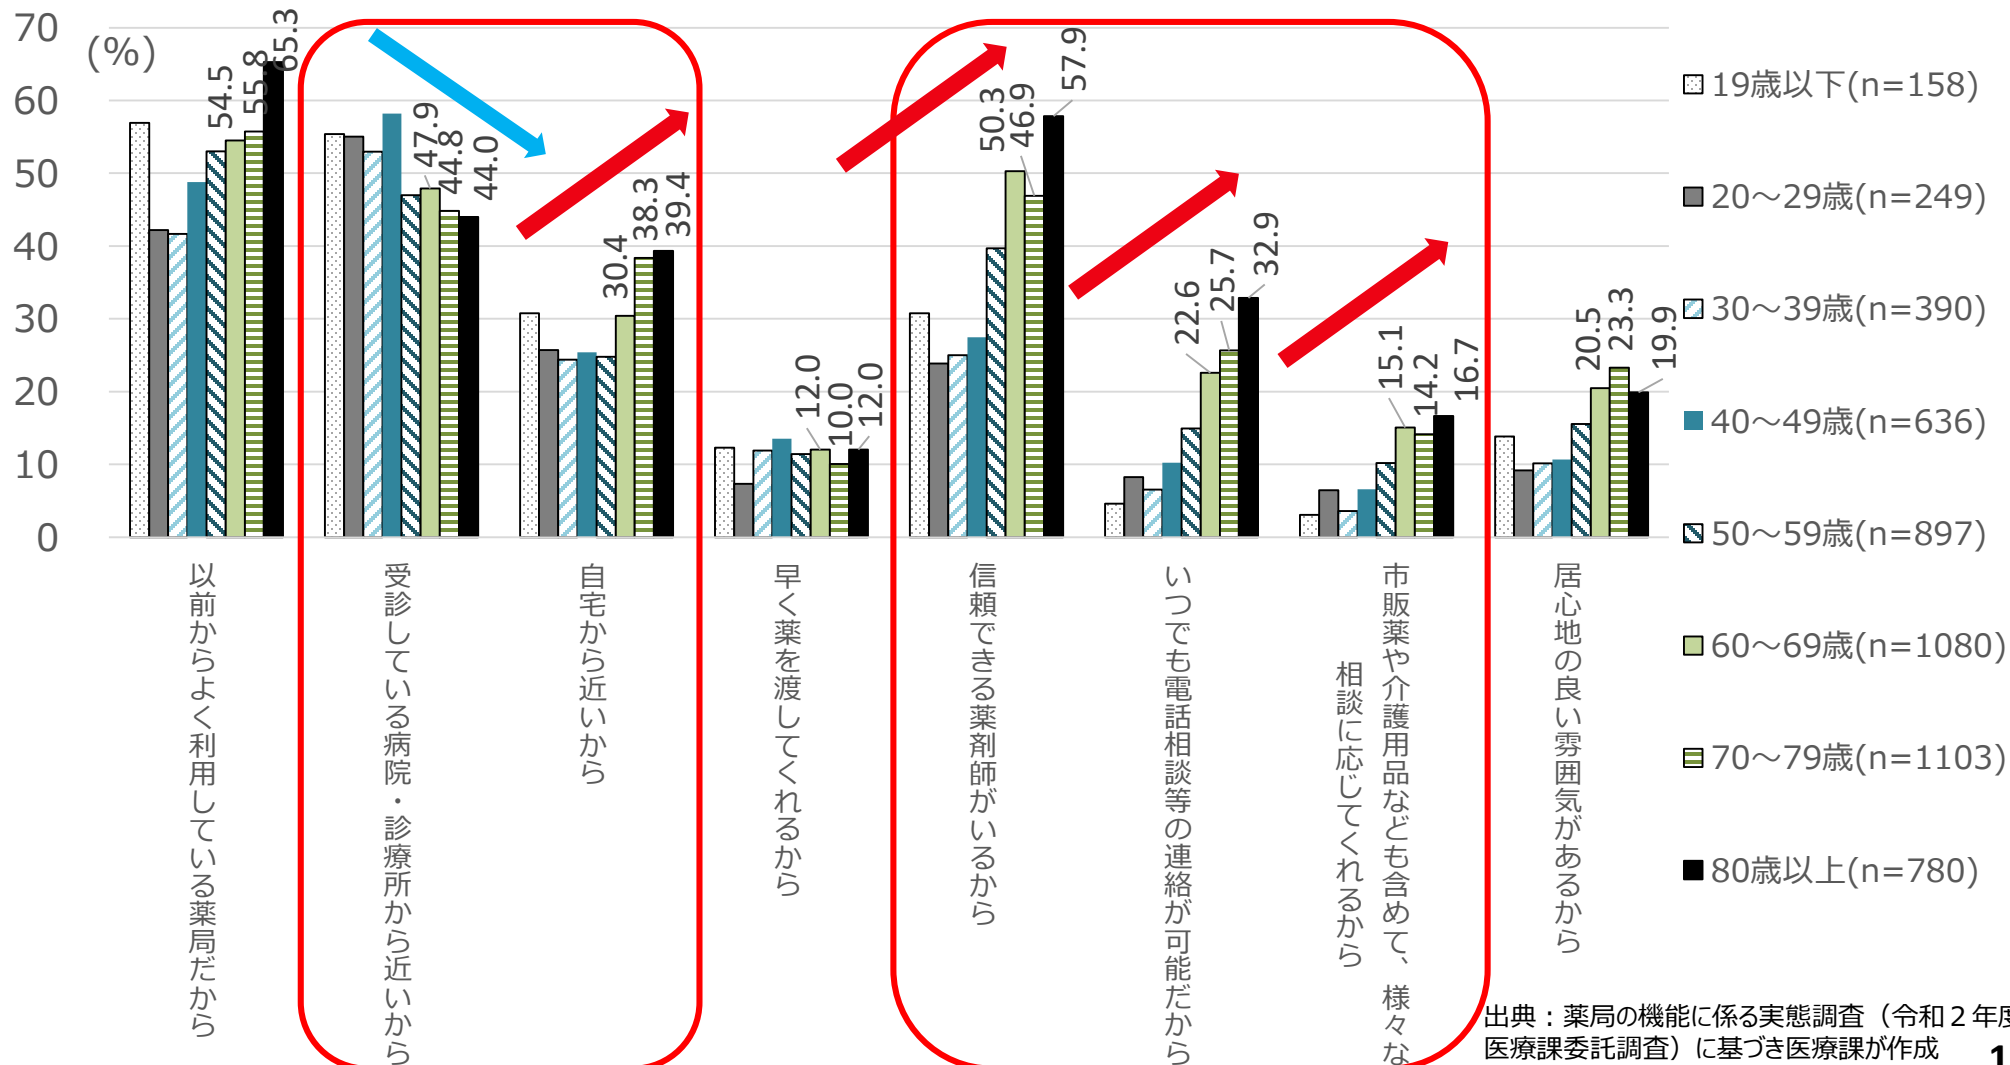 (%)
70
60
50
40
30
20
10
0
54.5
55.8
65.3
47.9
44.8
44.0
30.4
38.3
39.4
12.0
10.0
12.0
50.3
46.9
57.9
22.6
25.7
32.9
15.1
14.2
16.7
20.5
23.3
19.9
以前からよく利用している薬局だから
受診している病院・診療所から近いから
自宅から近いから
早く薬を渡してくれるから
信頼できる薬剤師がいるから
いつでも電話相談等の連絡が可能だから
市販薬や介護用品なども含めて、様々な
相談に応じてくれるから
居心地の良い雰囲気があるから
19歳以下(n=158)
20～29歳(n=249)
30～39歳(n=390)
40～49歳(n=636)
50～59歳(n=897)
60～69歳(n=1080)
70～79歳(n=1103)
80歳以上(n=780)
出典：薬局の機能に係る実態調査（令和２年度
医療課委託調査）に基づき医療課が作成
1